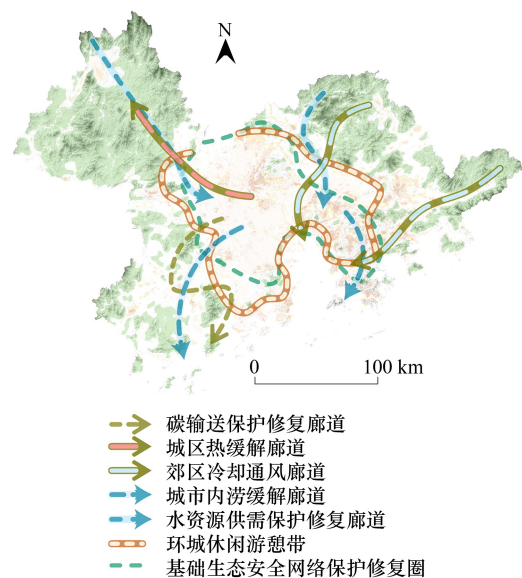 N
0 100 km
碳输送保护修复廊道
城区热缓解廊道
郊区冷却通风廊道
城市内涝缓解廊道
水资源供需保护修复廊道
环城休闲游憩带
基础生态安全网络保护修复圈